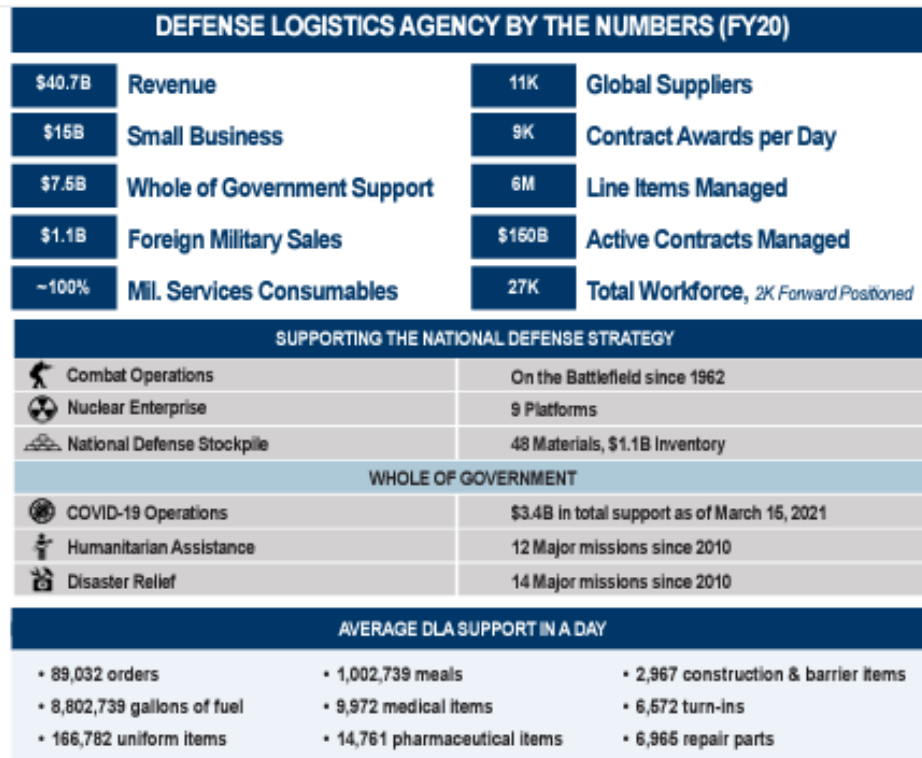 DEFENSE LOGISTICS AGENCY BY THE NUMBERS (FY20)
$40.7B Revenue
$15B Small Business
$7.5B Whole of Government Support
$1.1B Foreign Military Sales
~100% Mil. Services Consumables
11K Global Suppliers
9K Contract Awards per Day
6M Line Items Managed
$150B Active Contracts Managed
27K Total Workforce, 2K Forward Positioned
SUPPORTING THE NATIONAL DEFENSE STRATEGY
Combat Operations On the Battlefield since 1962
Nuclear Enterprise 9 Platforms
National Defense Stockpile 48 Materials, $1.1B Inventory
WHOLE OF GOVERNMENT
COVID-19 Operations $3.4B in total support as of March 15, 2021
Humanitarian Assistance 12 Major missions since 2010
Disaster Relief 14 Major missions since 2010
AVERAGE DLA SUPPORT IN A DAY
• 89,032 orders
• 8,802,739 gallons of fuel
• 166,782 uniform items
• 1,002,739 meals
• 9,972 medical items
• 14,761 pharmaceutical items
• 2,967 construction & barrier items
• 6,572 turn-ins
• 6,965 repair parts